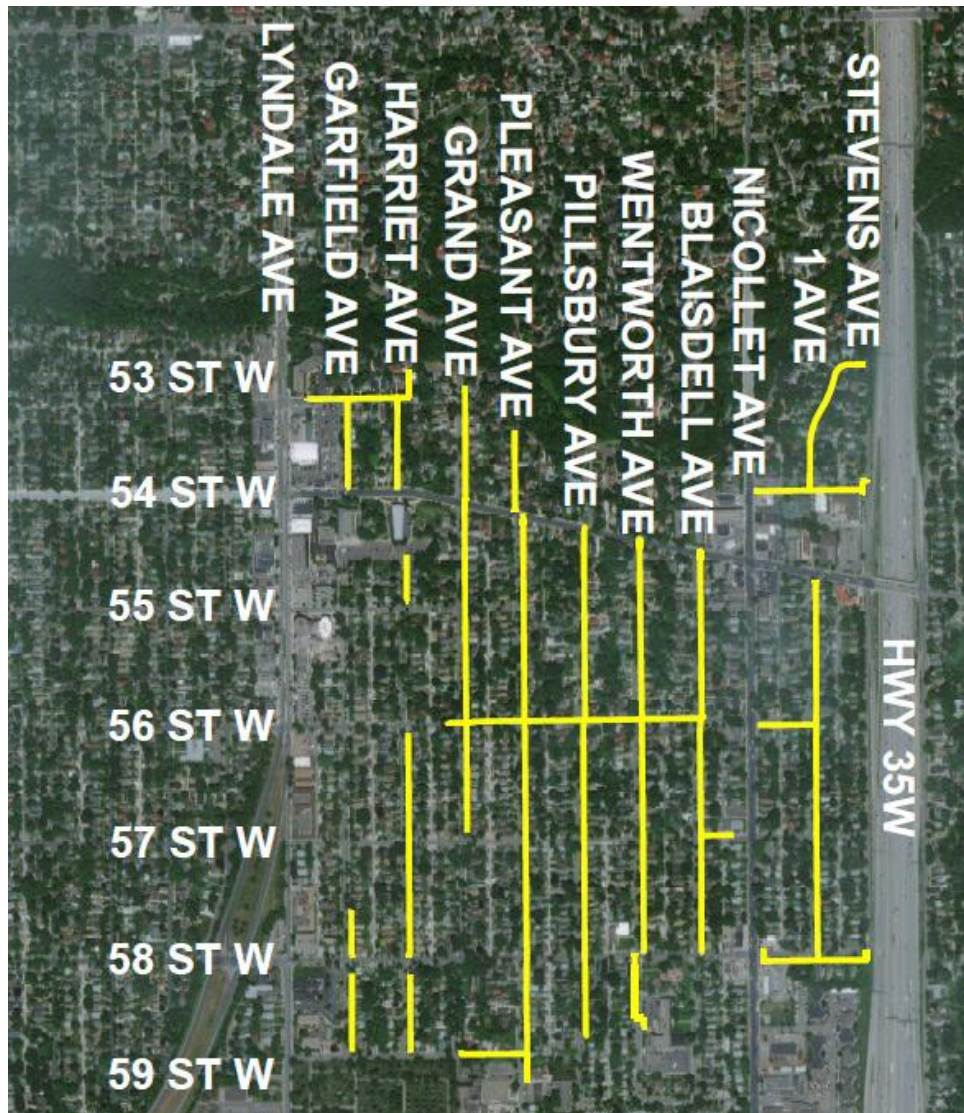 LYNDALE AVE
GARFIELD AVE
HARRIET AVE
GRAND AVE
PLEASANT AVE
PILLSBURY AVE
WENTWORTH AVE
BLAISDELL AVE
NICOLLET AVE
1 AVE
STEVENS AVE
53 ST W
54 ST W
55 ST W
56 ST W
57 ST W
58 ST W
59 ST W
HWY 35W